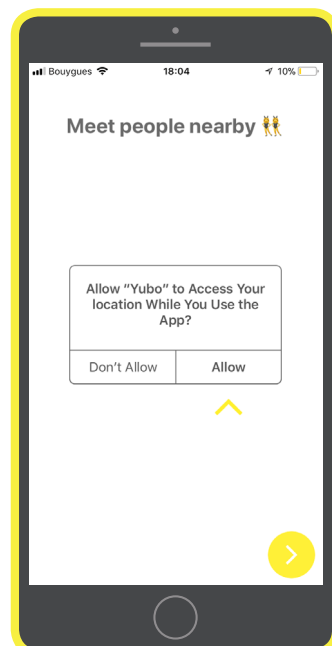 Bouygues 18:04 10%
Meet people nearby 👯
Allow “Yubo” to Access Your
location While You Use the
App?
Don’t Allow Allow